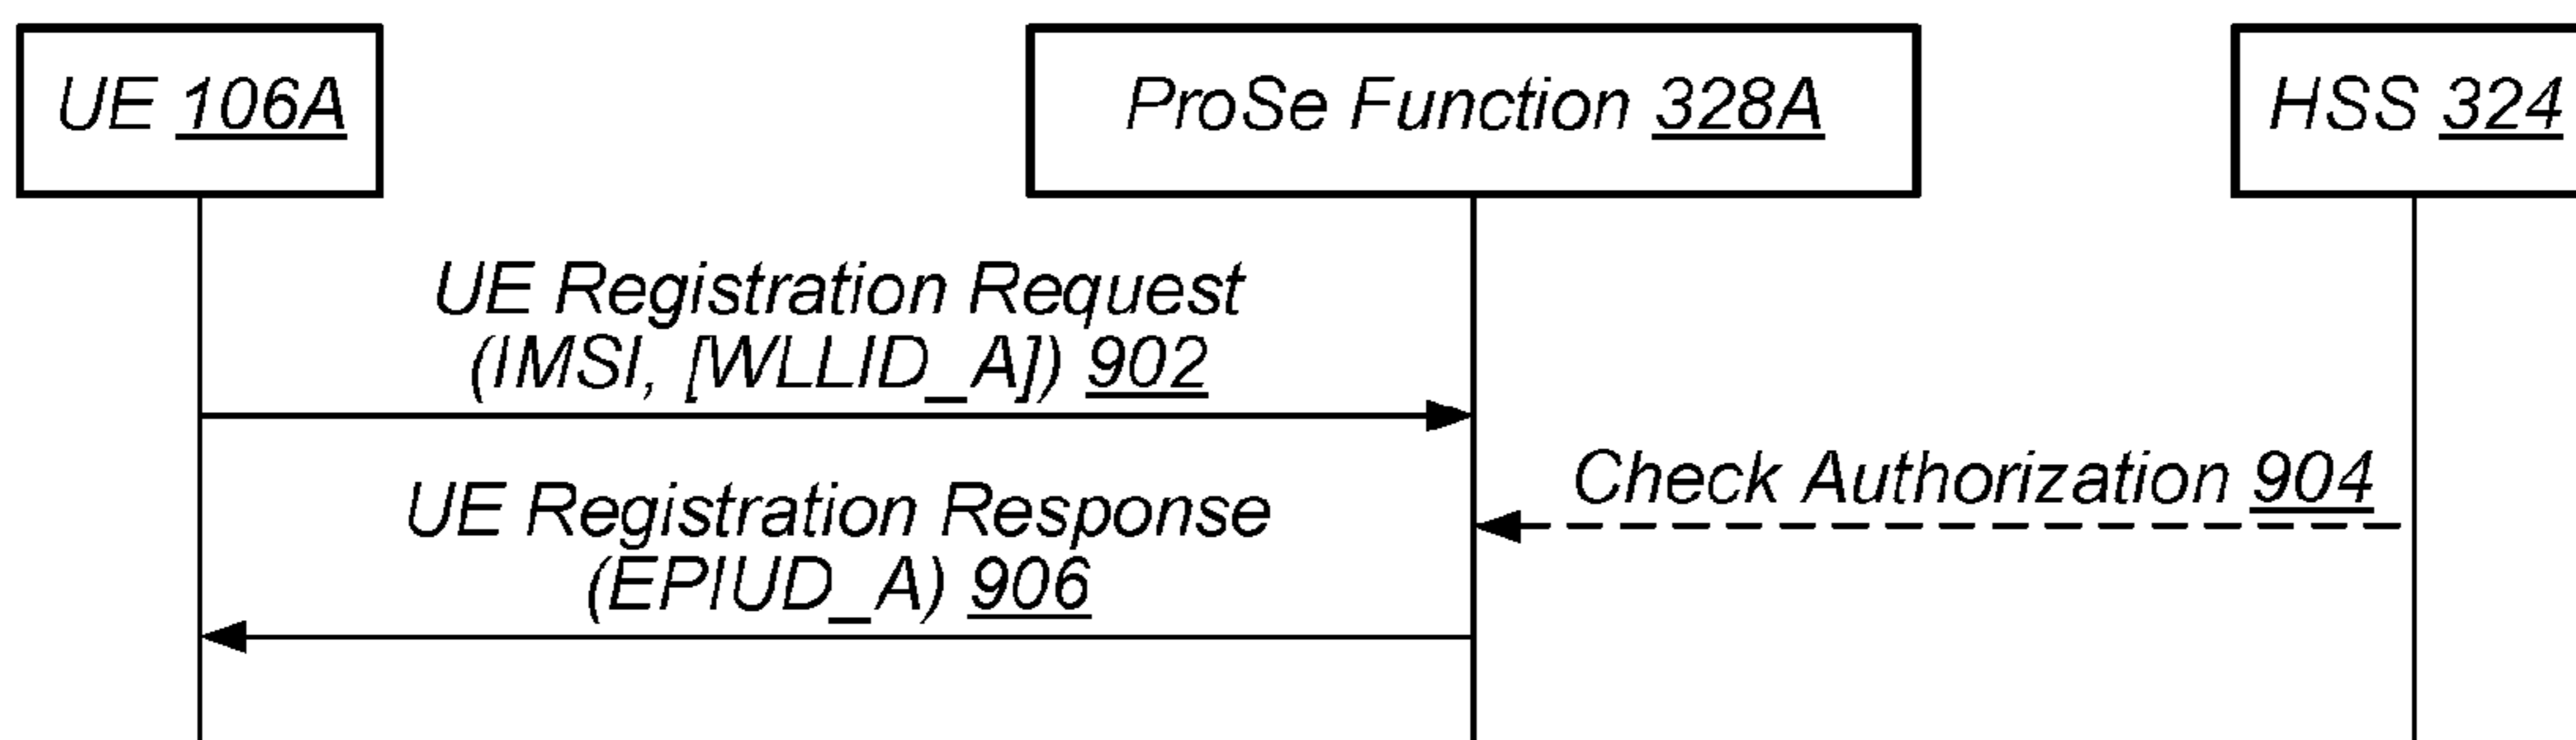 UE 106A
ProSe Function 328A
HSS 324
UE Registration Request
(IMSI, [WLLID_A]) 902
Check Authorization 904
UE Registration Response
(EPIUD_A) 906